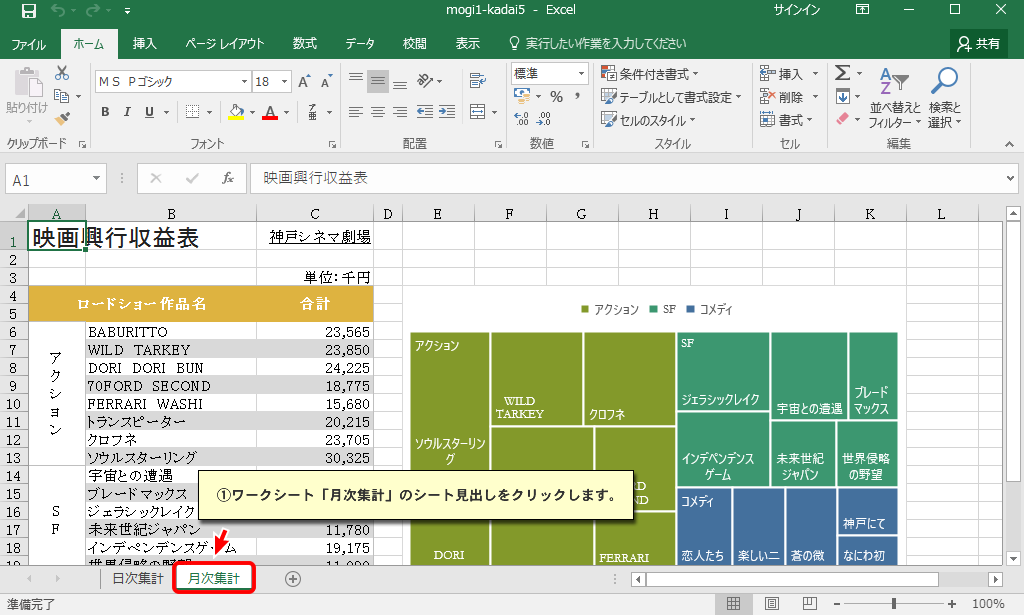 mogi1-kadai5 - Excel
サインイン
ファイル ホーム 挿入 ページ レイアウト 数式 データ 校閲 表示 実行したい作業を入力してください 共有
貼り付け
クリップボード
ＭＳ Ｐゴシック 18
B I U
フォント
配置
標準
数値
条件付き書式
テーブルとして書式設定
セルのスタイル
スタイル
挿入
削除
書式
セル
並べ替えと
フィルター
検索と
選択
編集
A1 fx 映画興行収益表
A B C D E F G H I J K L
1 映画興行収益表 神戸シネマ劇場
2
3 単位：千円
4 ロードショー作品名 合計
5
アクション
6 BABURITTO 23,565
7 WILD TARKEY 23,850
8 DORI DORI BUN 24,225
9 70FORD SECOND 18,775
10 FERRARI WASHI 15,680
11 トランスピーター 20,215
12 クロフネ 23,705
13 ソウルスターリング 30,325
SF
14 宇宙との遭遇
15 ブレードマックス
16 ジェラシックレイク
17 未来世紀ジャパン 11,780
18 インデペンデンスゲーム 19,175
アクション SF コメディ
アクション
ソウルスターリン
グ
WILD
TARKEY
クロフネ
DORI
FERRARI
SF
ジェラシックレイク
宇宙との遭遇
ブレード
マックス
インデペンデンス
ゲーム
未来世紀
ジャパン
世界侵略
の野望
コメディ
恋人たち
楽しい二
蒼の微
神戸にて
なにわ初
①ワークシート「月次集計」のシート見出しをクリックします。
日次集計 月次集計
準備完了
100%